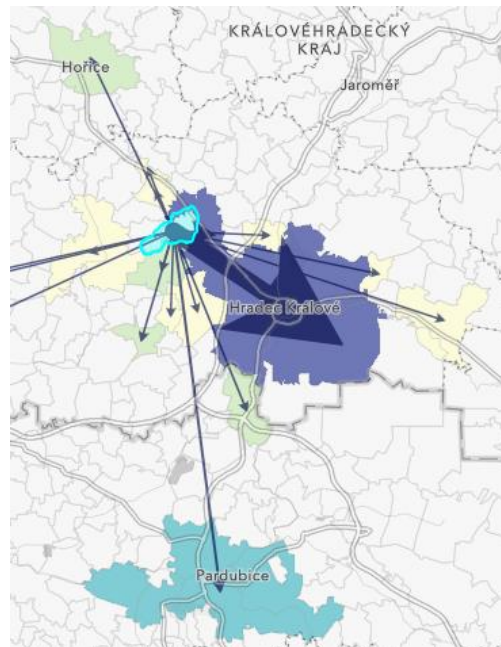 KRÁLOVÉHRADECKÝ
KRAJ
Hořice
Jaroměř
Hradec Králové
Pardubice